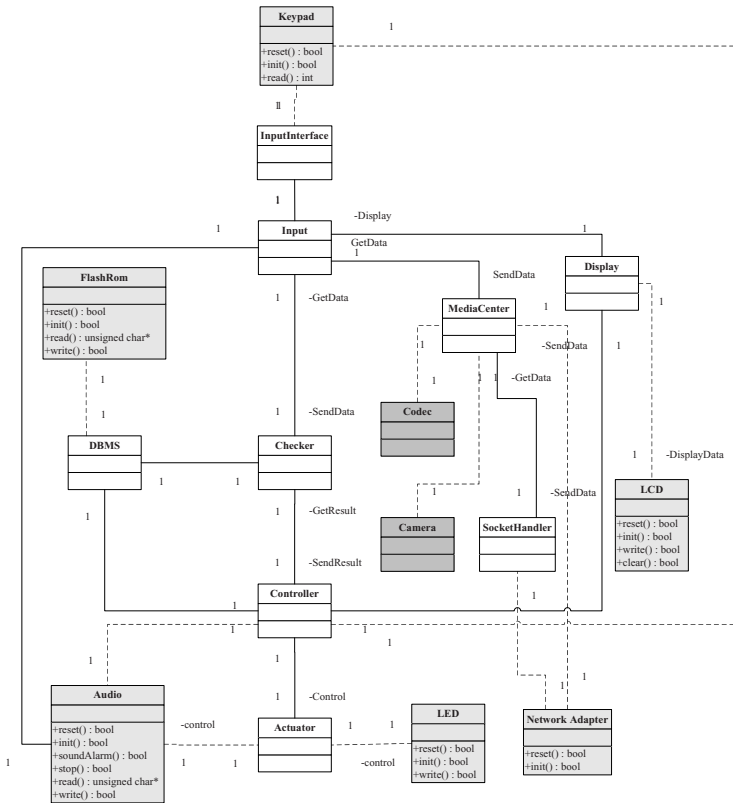 Keypad
+reset() : bool
+init() : bool
+read() : int
1
1
1
InputInterface
1
1
-Display
1
Input
1
GetData
1
SendData
Display
FlashRom
+reset() : bool
+init() : bool
+read() : unsigned char*
+write() : bool
1
-GetData
MediaCenter
1
1
1
-SendData
1
1
1
-GetData
1
1
1
-SendData
Codec
DBMS
Checker
1
-DisplayData
1
1
LCD
+reset() : bool
+init() : bool
+write() : bool
+clear() : bool
1
1
-SendData
1
1
-GetResult
Camera
SocketHandler
1
-SendResult
Controller
1
1
1
1
1
1
1
1
1
1
Audio
+reset() : bool
+init() : bool
+soundAlarm() : bool
+stop() : bool
+read() : unsigned char*
+write() : bool
1
-Control
LED
+reset() : bool
+init() : bool
+write() : bool
Network Adapter
+reset() : bool
+init() : bool
-control
Actuator
1
1
1
1
1
-control